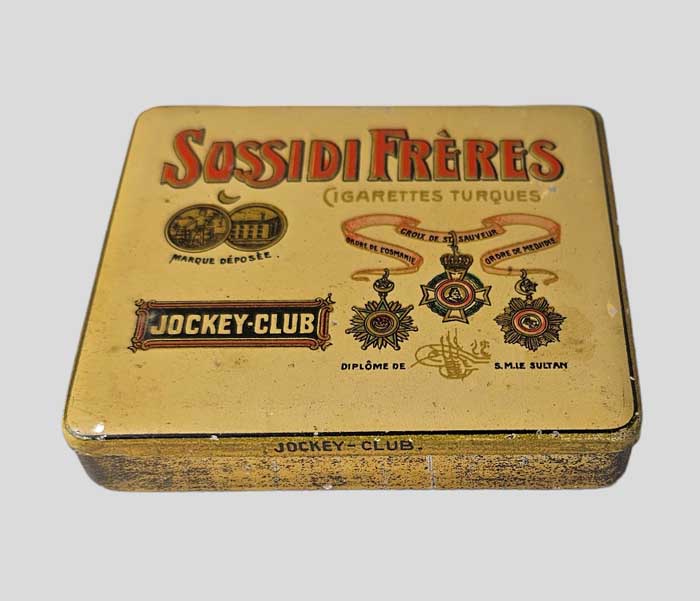 SOSSIDI FRÈRES
CIGARETTES TURQUES
MARQUE DÉPOSÉE.
ORDRE DE L'OSMANIE
CROIX DE ST. SAUVEUR
ORDRE DE MEDJIDIE
JOCKEY-CLUB
DIPLÔME DE
S.M.LE SULTAN
JOCKEY-CLUB.